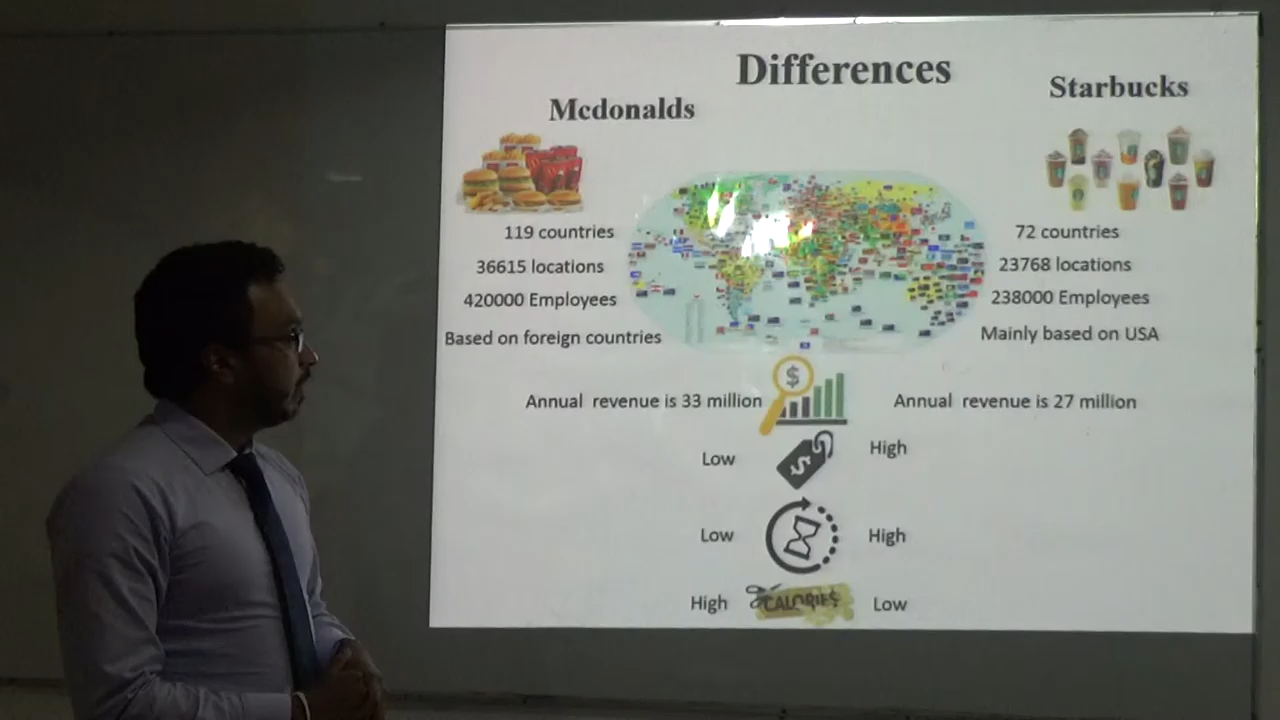 Differences
Mcdonalds
Starbucks
119 countries
72 countries
36615 locations
23768 locations
420000 Employees
238000 Employees
Based on foreign countries
Mainly based on USA
$
Annual revenue is 33 million
Annual revenue is 27 million
Low
$
High
Low
High
High
CALORIES
Low